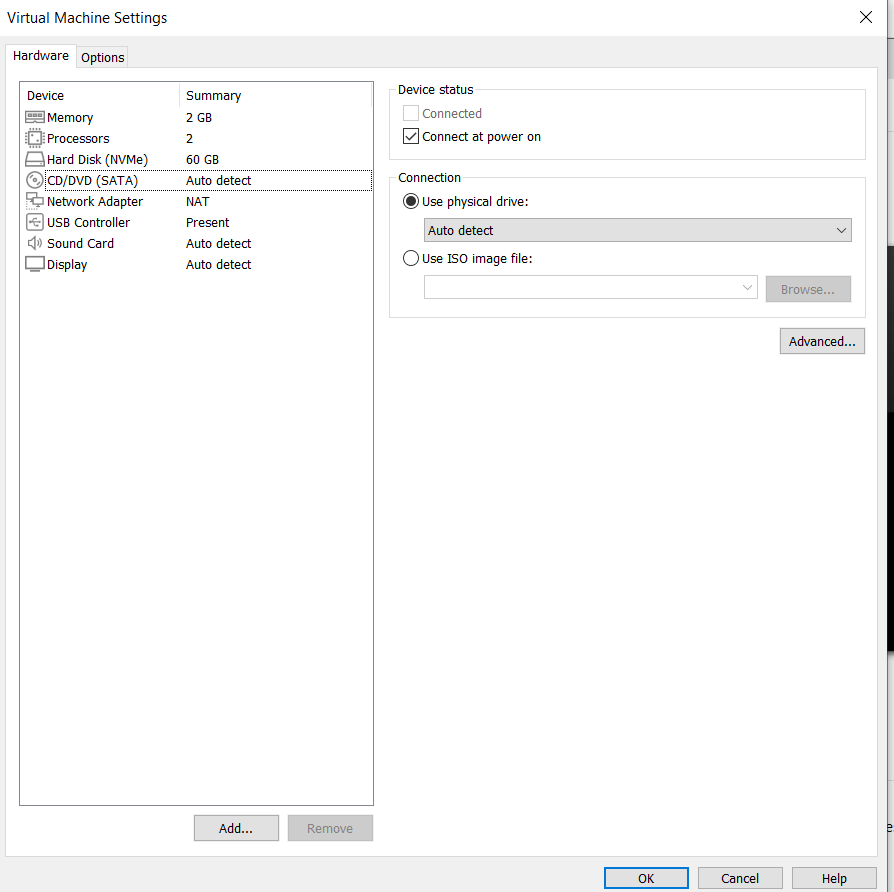 Virtual Machine Settings
Hardware
Options
Device Summary
Memory 2 GB
Processors 2
Hard Disk (NVMe) 60 GB
CD/DVD (SATA) Auto detect
Network Adapter NAT
USB Controller Present
Sound Card Auto detect
Display Auto detect
Add...
Remove
Device status
Connected
Connect at power on
Connection
Use physical drive:
Auto detect
Use ISO image file:
Browse...
Advanced...
OK
Cancel
Help